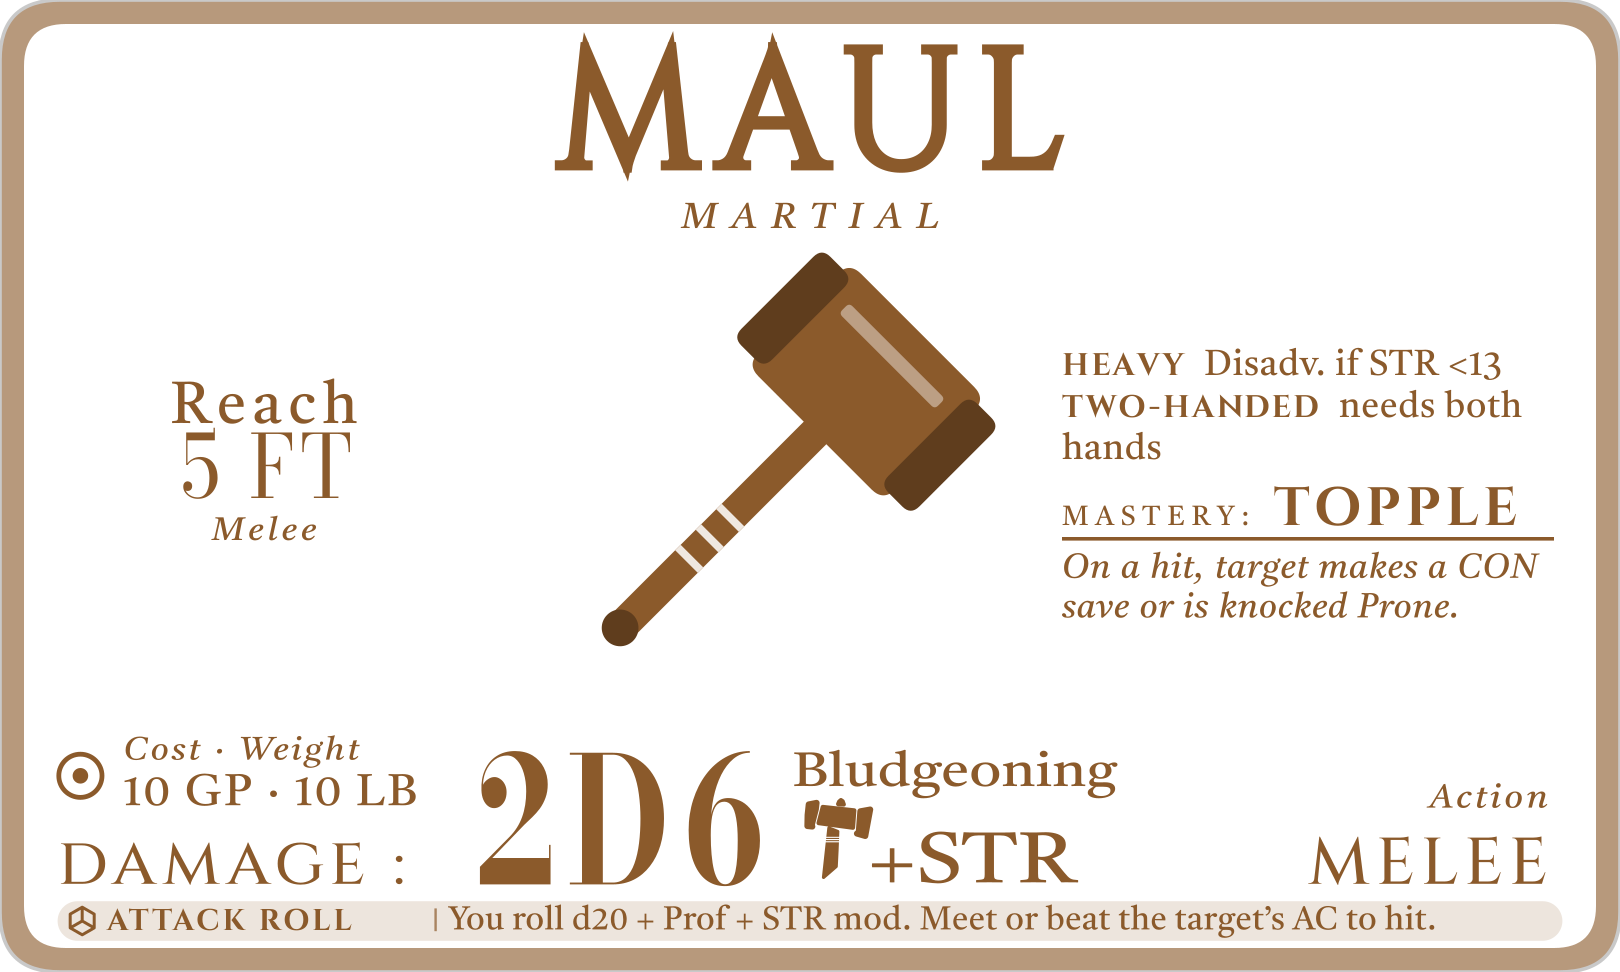 MAUL
MARTIAL
Reach
5 FT
Melee
HEAVY Disadv. if STR <13
TWO-HANDED needs both
hands
MASTERY: TOPPLE
On a hit, target makes a CON
save or is knocked Prone.
Cost · Weight
10 GP · 10 LB
DAMAGE : 2D6 Bludgeoning
+STR
Action
MELEE
ATTACK ROLL | You roll d20 + Prof + STR mod. Meet or beat the target’s AC to hit.